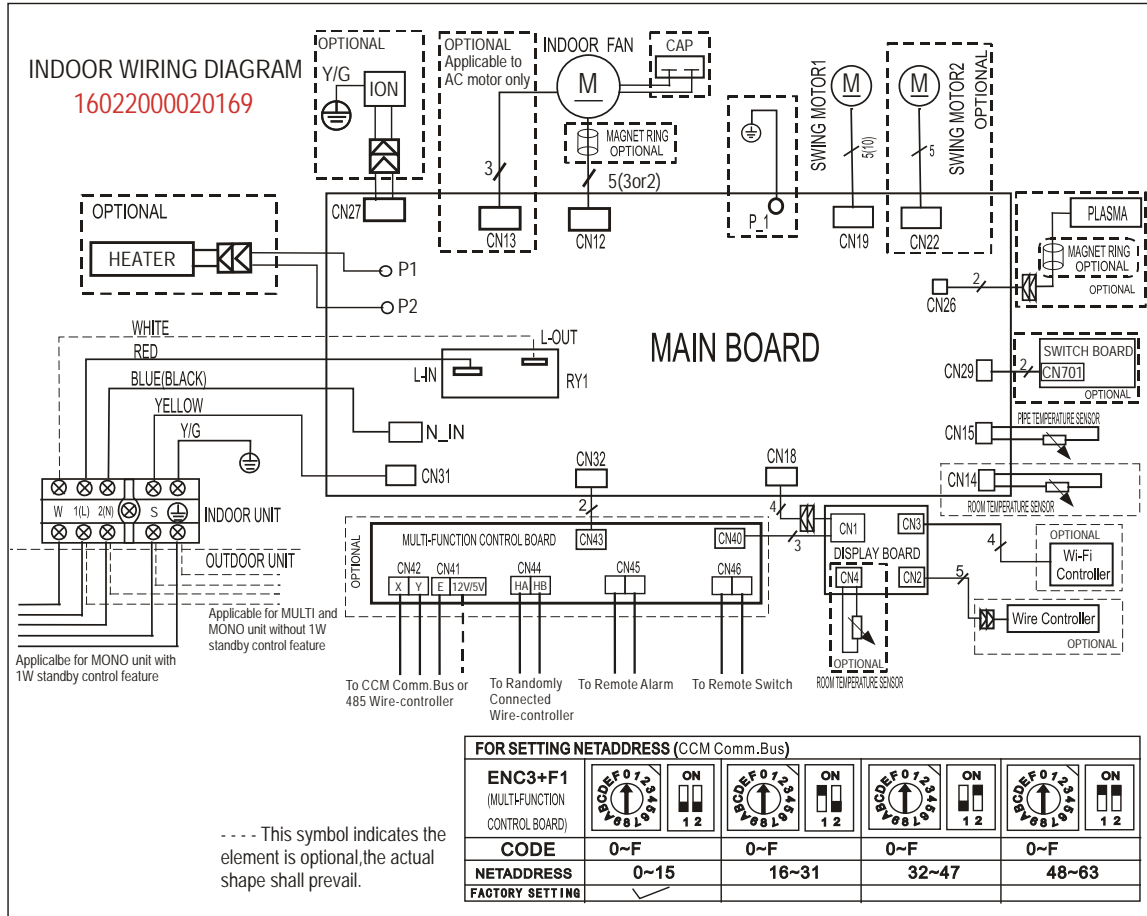 INDOOR WIRING DIAGRAM
16022000020169
OPTIONAL
Y/G
ION
CN27
OPTIONAL
Applicable to
AC motor only
3
CN13
INDOOR FAN
M
CAP
MAGNET RING
OPTIONAL
5(3or2)
CN12
P_1
SWING MOTOR1
M
5(10)
CN19
SWING MOTOR2
OPTIONAL
M
5
CN22
PLASMA
MAGNET RING
OPTIONAL
OPTIONAL
CN26
2
OPTIONAL
HEATER
P1
P2
MAIN BOARD
WHITE
RED
BLUE(BLACK)
YELLOW
Y/G
L-OUT
L-IN
RY1
N_IN
CN31
CN29
2
SWITCH BOARD
CN701
OPTIONAL
PIPE TEMPERATURE SENSOR
CN15
CN14
ROOM TEMPERATURE SENSOR
W 1(L) 2(N) S
INDOOR UNIT
OUTDOOR UNIT
Applicable for MULTI and
MONO unit without 1W
standby control feature
Applicalbe for MONO unit with
1W standby control feature
CN32
2
CN18
4
OPTIONAL
MULTI-FUNCTION CONTROL BOARD
CN43
CN40
3
CN42
X Y
CN41
E 12V/5V
CN44
HA HB
CN45
CN46
To CCM Comm.Bus or
485 Wire-controller
To Randomly
Connected
Wire-controller
To Remote Alarm
To Remote Switch
CN1
CN3
DISPLAY BOARD
CN4
CN2
OPTIONAL
ROOM TEMPERATURE SENSOR
4
OPTIONAL
Wi-Fi
Controller
5
Wire Controller
OPTIONAL
FOR SETTING NETADDRESS (CCM Comm.Bus)
ENC3+F1
(MULTI-FUNCTION
CONTROL BOARD)
0123456789ABCDEF
ON
1 2
0123456789ABCDEF
ON
1 2
0123456789ABCDEF
ON
1 2
0123456789ABCDEF
ON
1 2
CODE 0~F 0~F 0~F 0~F
NETADDRESS 0~15 16~31 32~47 48~63
FACTORY SETTING
- - - - This symbol indicates the
element is optional,the actual
shape shall prevail.